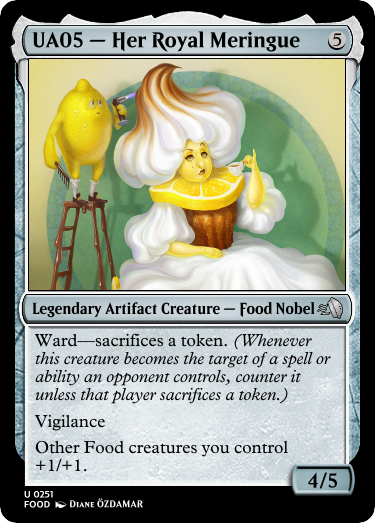 UA05 — Her Royal Meringue 5
Legendary Artifact Creature — Food Nobel
Ward—sacrifices a token. (Whenever
this creature becomes the target of a spell or
ability an opponent controls, counter it
unless that player sacrifices a token.)
Vigilance
Other Food creatures you control
+1/+1.
4/5
U 0251
FOOD Diane ÖZDAMAR